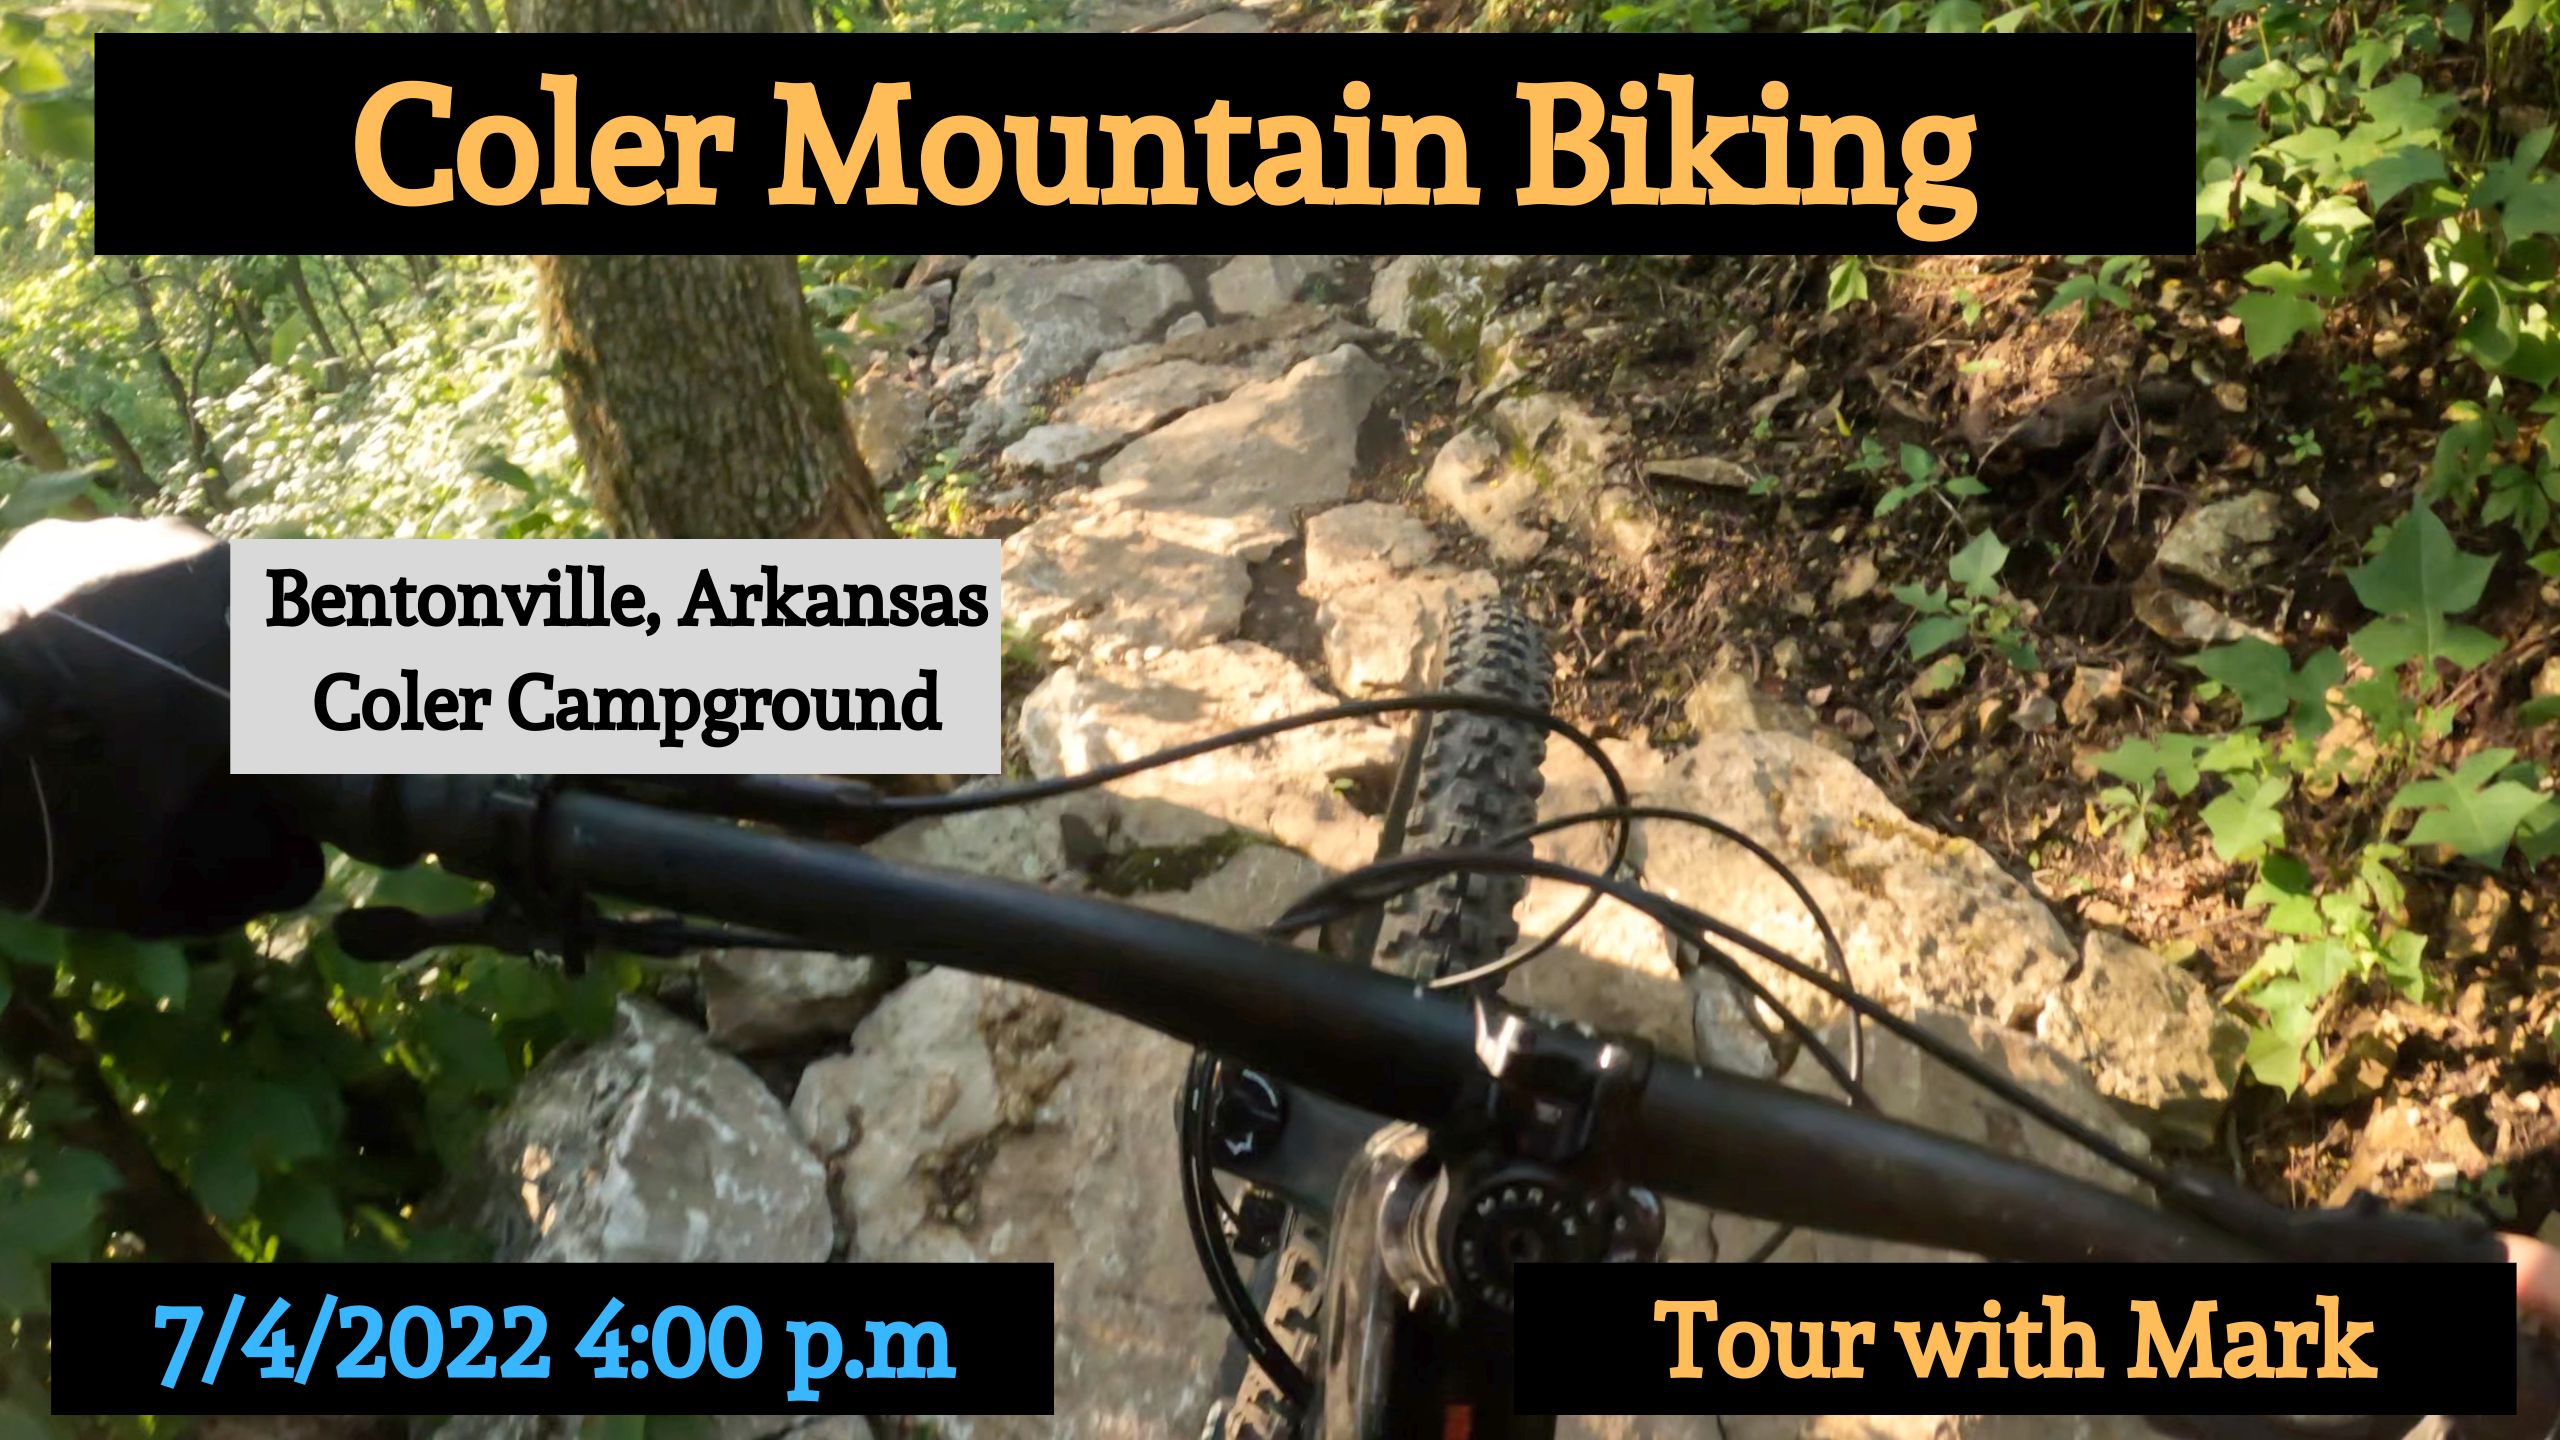 Coler Mountain Biking
Bentonville, Arkansas
Coler Campground
7/4/2022 4:00 p.m
Tour with Mark